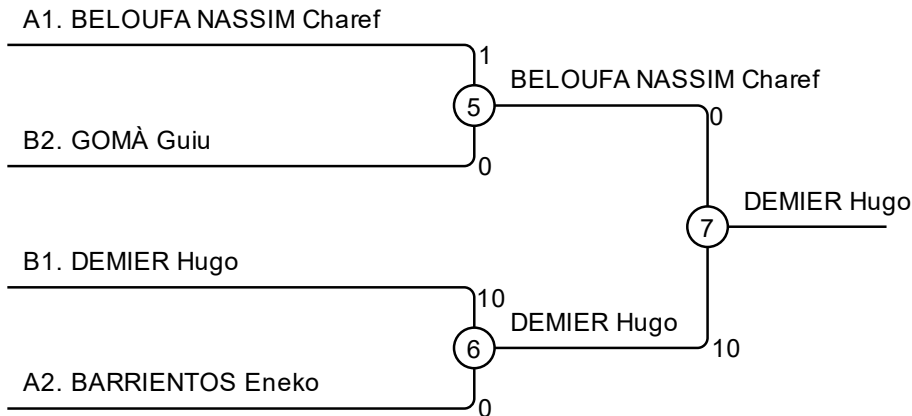 A1. BELOUFA NASSIM Charef
1
BELOUFA NASSIM Charef
5
0
B2. GOMÀ Guiu
0
DEMIER Hugo
7
B1. DEMIER Hugo
10
DEMIER Hugo
6
10
A2. BARRIENTOS Eneko
0